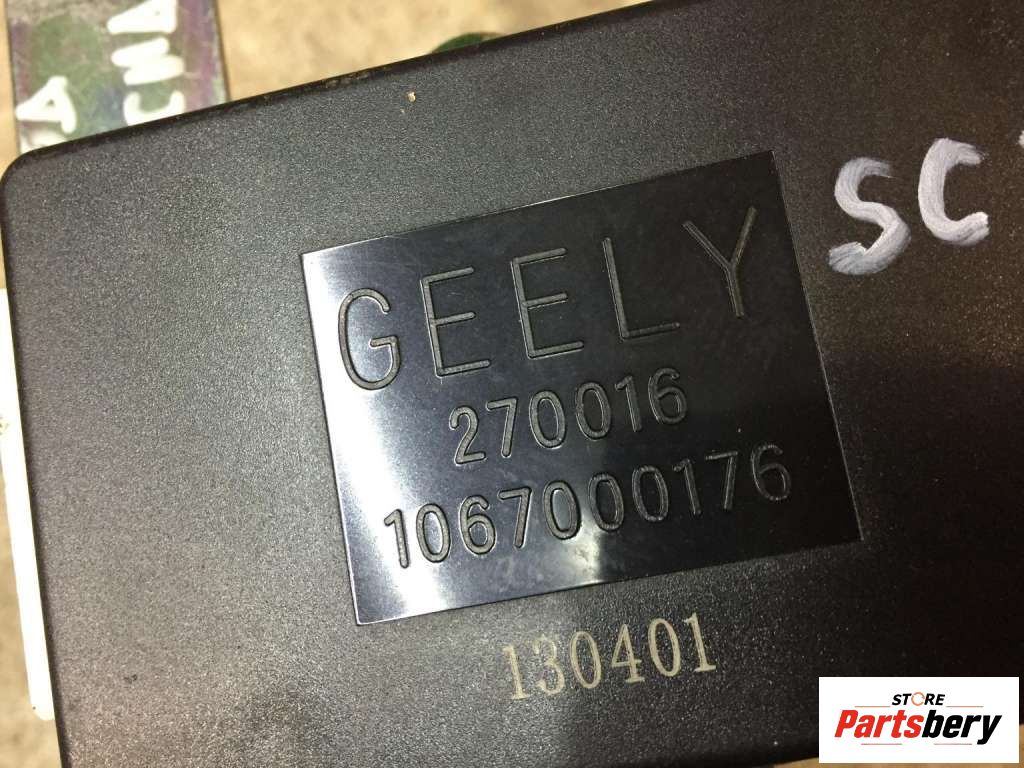 GEELY
270016
1067000176
130401
SC
STORE
Partsbery